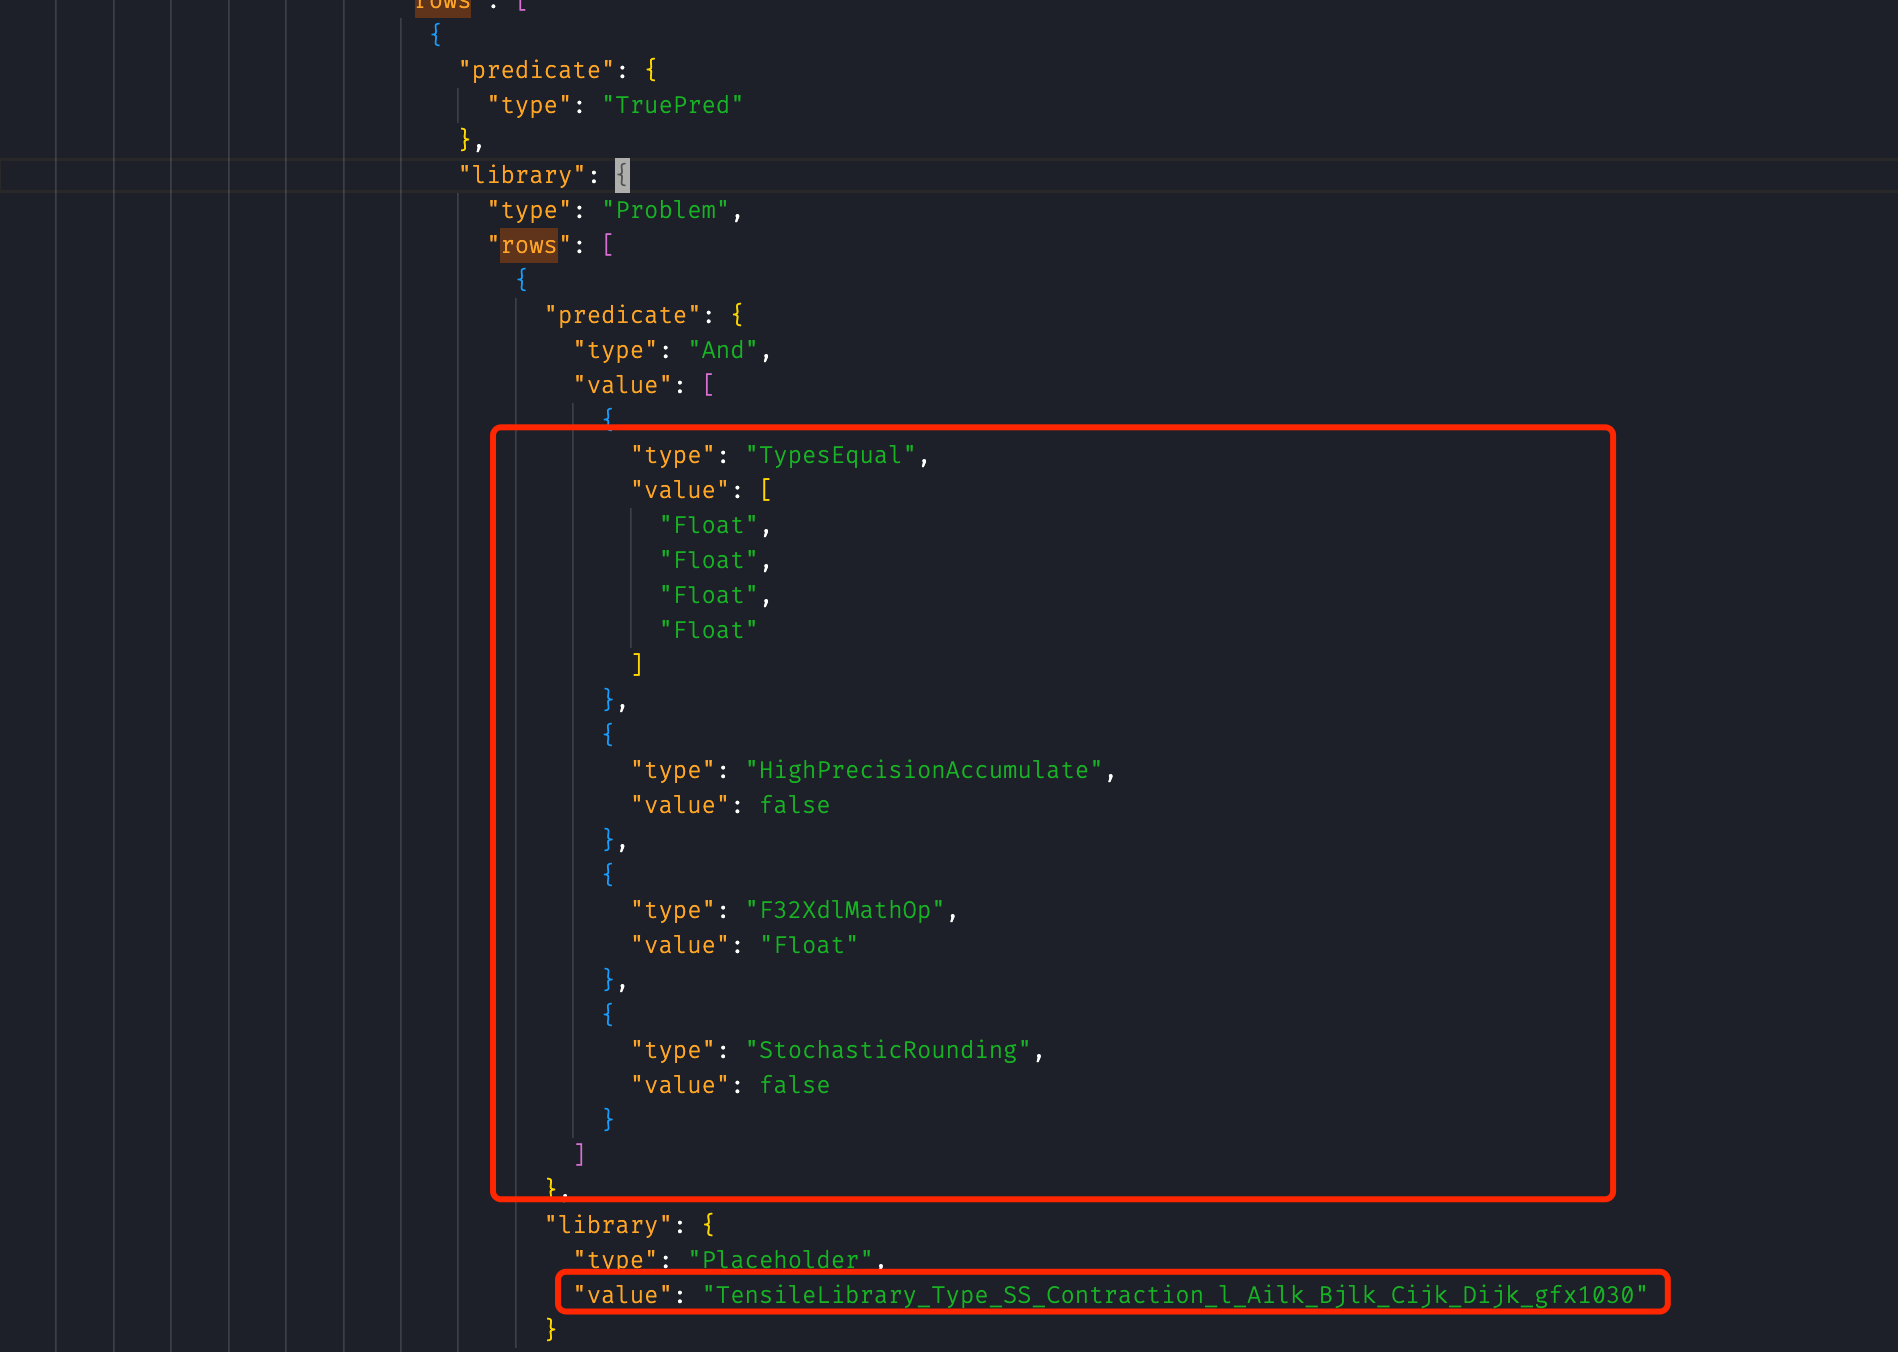 rows": [
{
"predicate": {
"type": "TruePred"
},
"library": {
"type": "Problem",
"rows": [
{
"predicate": {
"type": "And",
"value": [
{
"type": "TypesEqual",
"value": [
"Float",
"Float",
"Float",
"Float"
]
},
{
"type": "HighPrecisionAccumulate",
"value": false
},
{
"type": "F32XdlMathOp",
"value": "Float"
},
{
"type": "StochasticRounding",
"value": false
}
]
},
"library": {
"type": "Placeholder",
"value": "TensileLibrary_Type_SS_Contraction_l_Ailk_Bjlk_Cijk_Dijk_gfx1030"
}